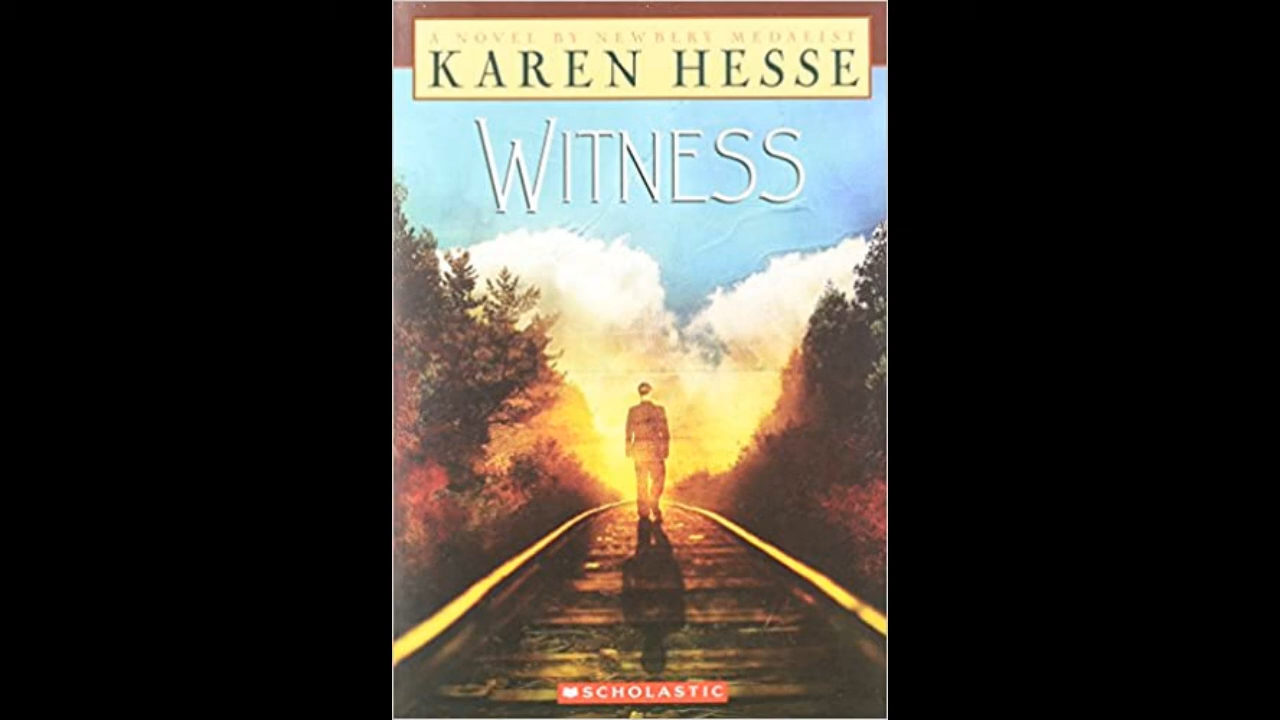 A NOVEL BY NEWBERY MEDALIST
KAREN HESSE
WITNESS
SCHOLASTIC